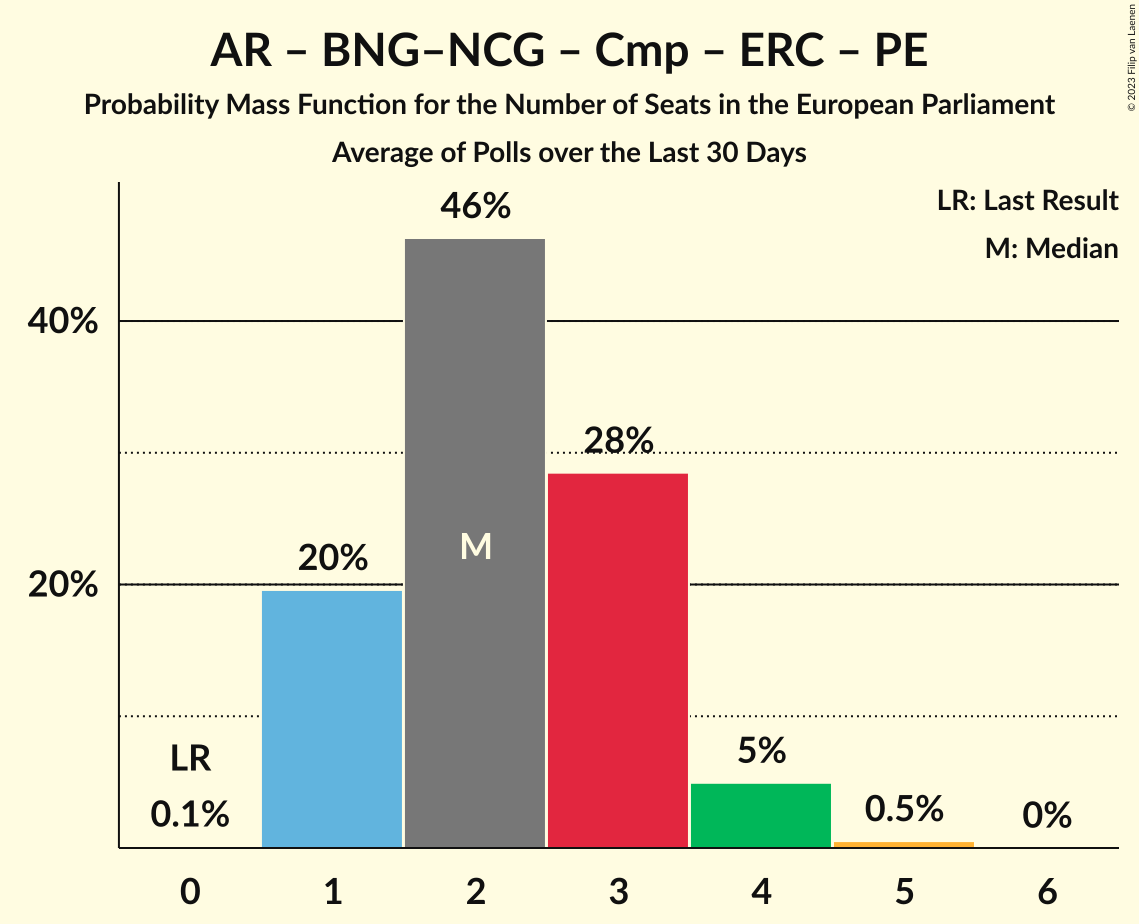 AR – BNG–NCG – Cmp – ERC – PE
Probability Mass Function for the Number of Seats in the European Parliament
Average of Polls over the Last 30 Days
© 2023 Filip van Laenen
LR: Last Result
M: Median
46%
40%
28%
M
20%
20%
LR
5%
0.1%
0.5%
0%
0 1 2 3 4 5 6